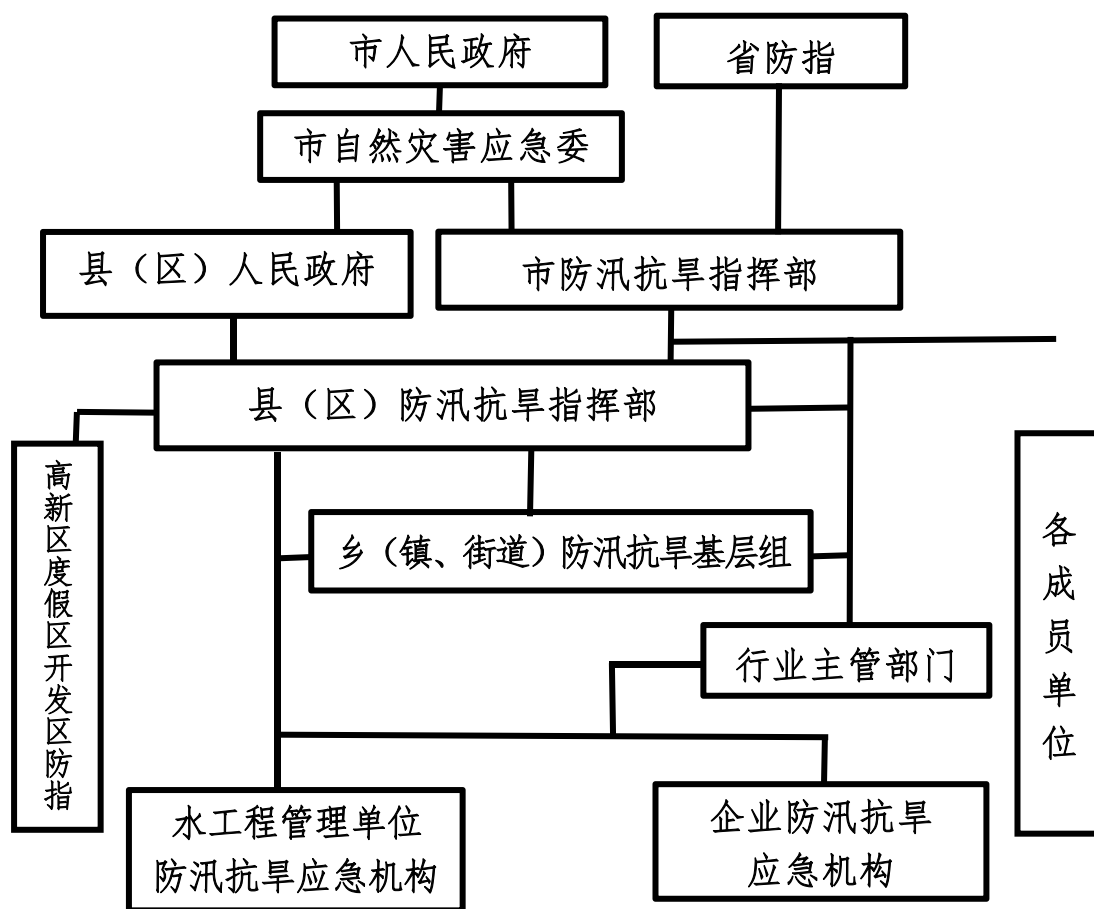 市人民政府
省防指
市自然灾害应急委
县（区）人民政府
市防汛抗旱指挥部
县（区）防汛抗旱指挥部
高新区度假区开发区防指
乡（镇、街道）防汛抗旱基层组
各成员单位
行业主管部门
水工程管理单位
防汛抗旱应急机构
企业防汛抗旱
应急机构